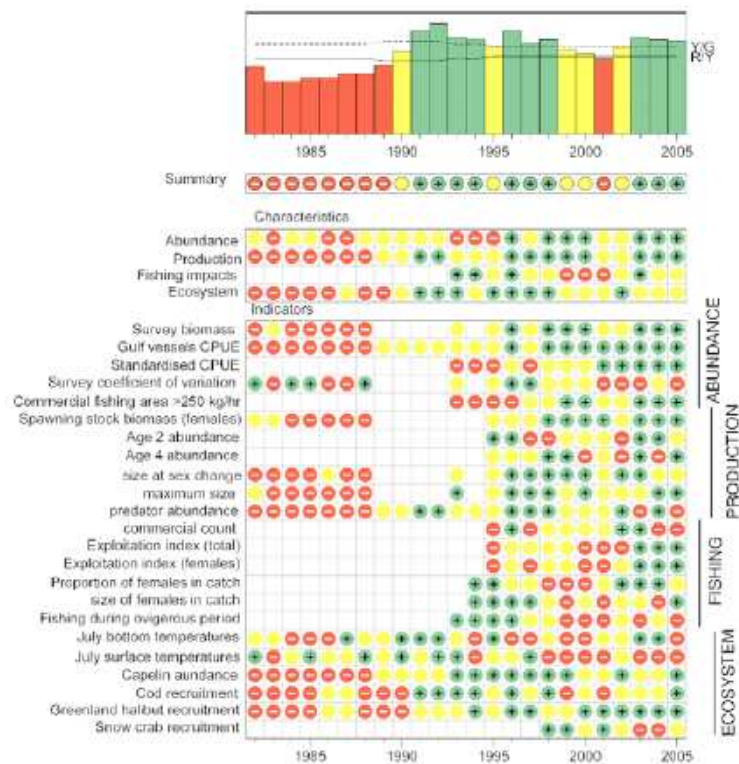 Y/G
R/Y
1985 1990 1995 2000 2005
Summary
Characteristics
Abundance
Production
Fishing impacts
Ecosystem
Indicators
Survey biomass
Gulf vessels CPUE
Standardised CPUE
Survey coefficient of variation
Commercial fishing area >250 kg/hr
Spawning stock biomass (females)
Age 2 abundance
Age 4 abundance
size at sex change
maximum size
predator abundance
commercial count
Exploitation index (total)
Exploitation index (females)
Proportion of females in catch
size of females in catch
Fishing during ovigerous period
July bottom temperatures
July surface temperatures
Capelin aundance
Cod recruitment
Greenland halibut recruitment
Snow crab recruitment
ABUNDANCE
PRODUCTION
FISHING
ECOSYSTEM
1985 1990 1995 2000 2005